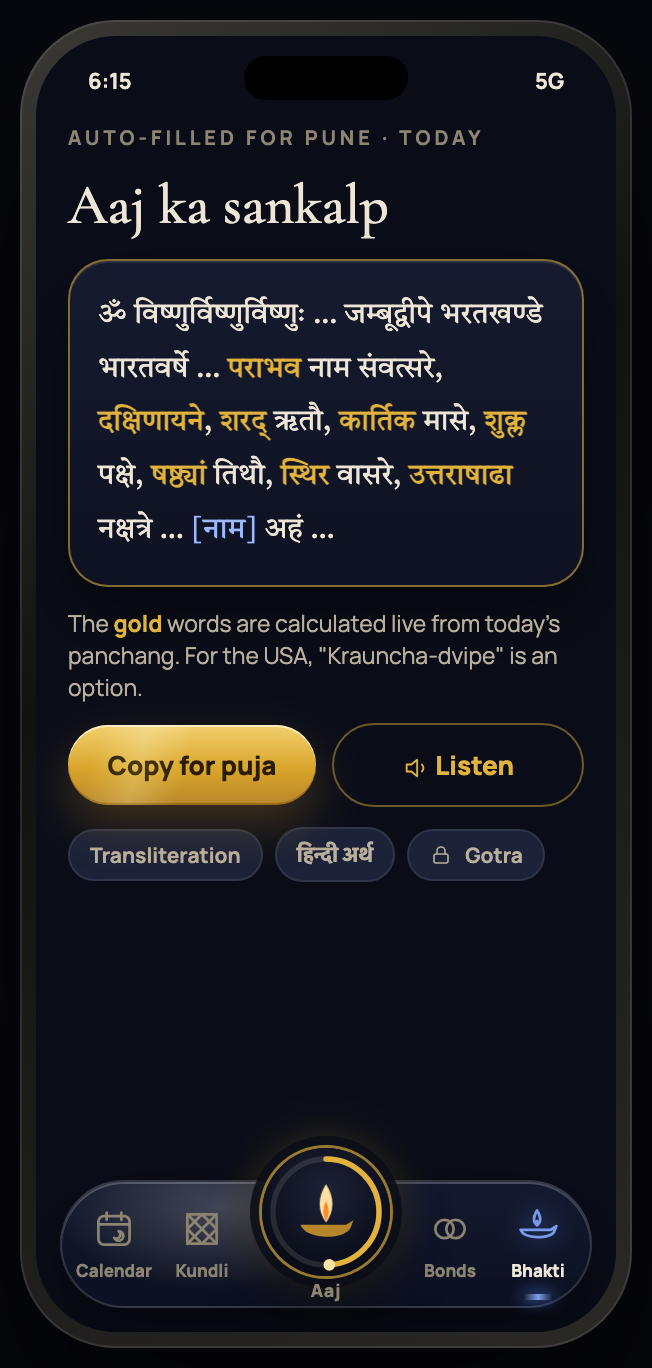 6:15
5G
AUTO-FILLED FOR PUNE · TODAY
Aaj ka sankalp
ॐ विष्णुर्विष्णुर्विष्णुः ... जम्बूद्वीपे भरतखण्डे
भारतवर्षे ... पराभव नाम संवत्सरे,
दक्षिणायने, शरद् ऋतौ, कार्तिक मासे, शुक्ल
पक्षे, षष्ठ्यां तिथौ, स्थिर वासरे, उत्तराषाढा
नक्षत्रे ... [नाम] अहं ...
The gold words are calculated live from today's
panchang. For the USA, "Krauncha-dvipe" is an
option.
Copy for puja
Listen
Transliteration
हिन्दी अर्थ
Gotra
Calendar
Kundli
Aaj
Bonds
Bhakti